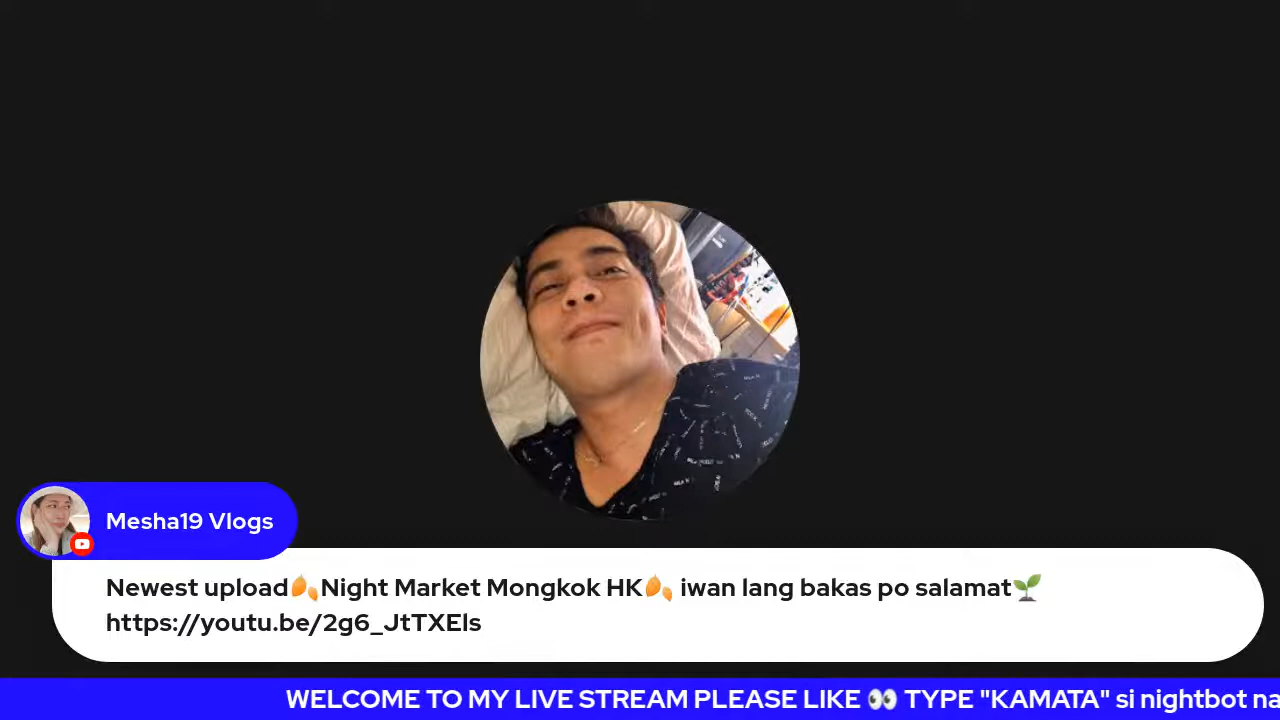 Mesha19 Vlogs
Newest upload🍂Night Market Mongkok HK🍂 iwan lang bakas po salamat🌱
https://youtu.be/2g6_JtTXEls
WELCOME TO MY LIVE STREAM PLEASE LIKE 👀 TYPE "KAMATA" si nightbot na